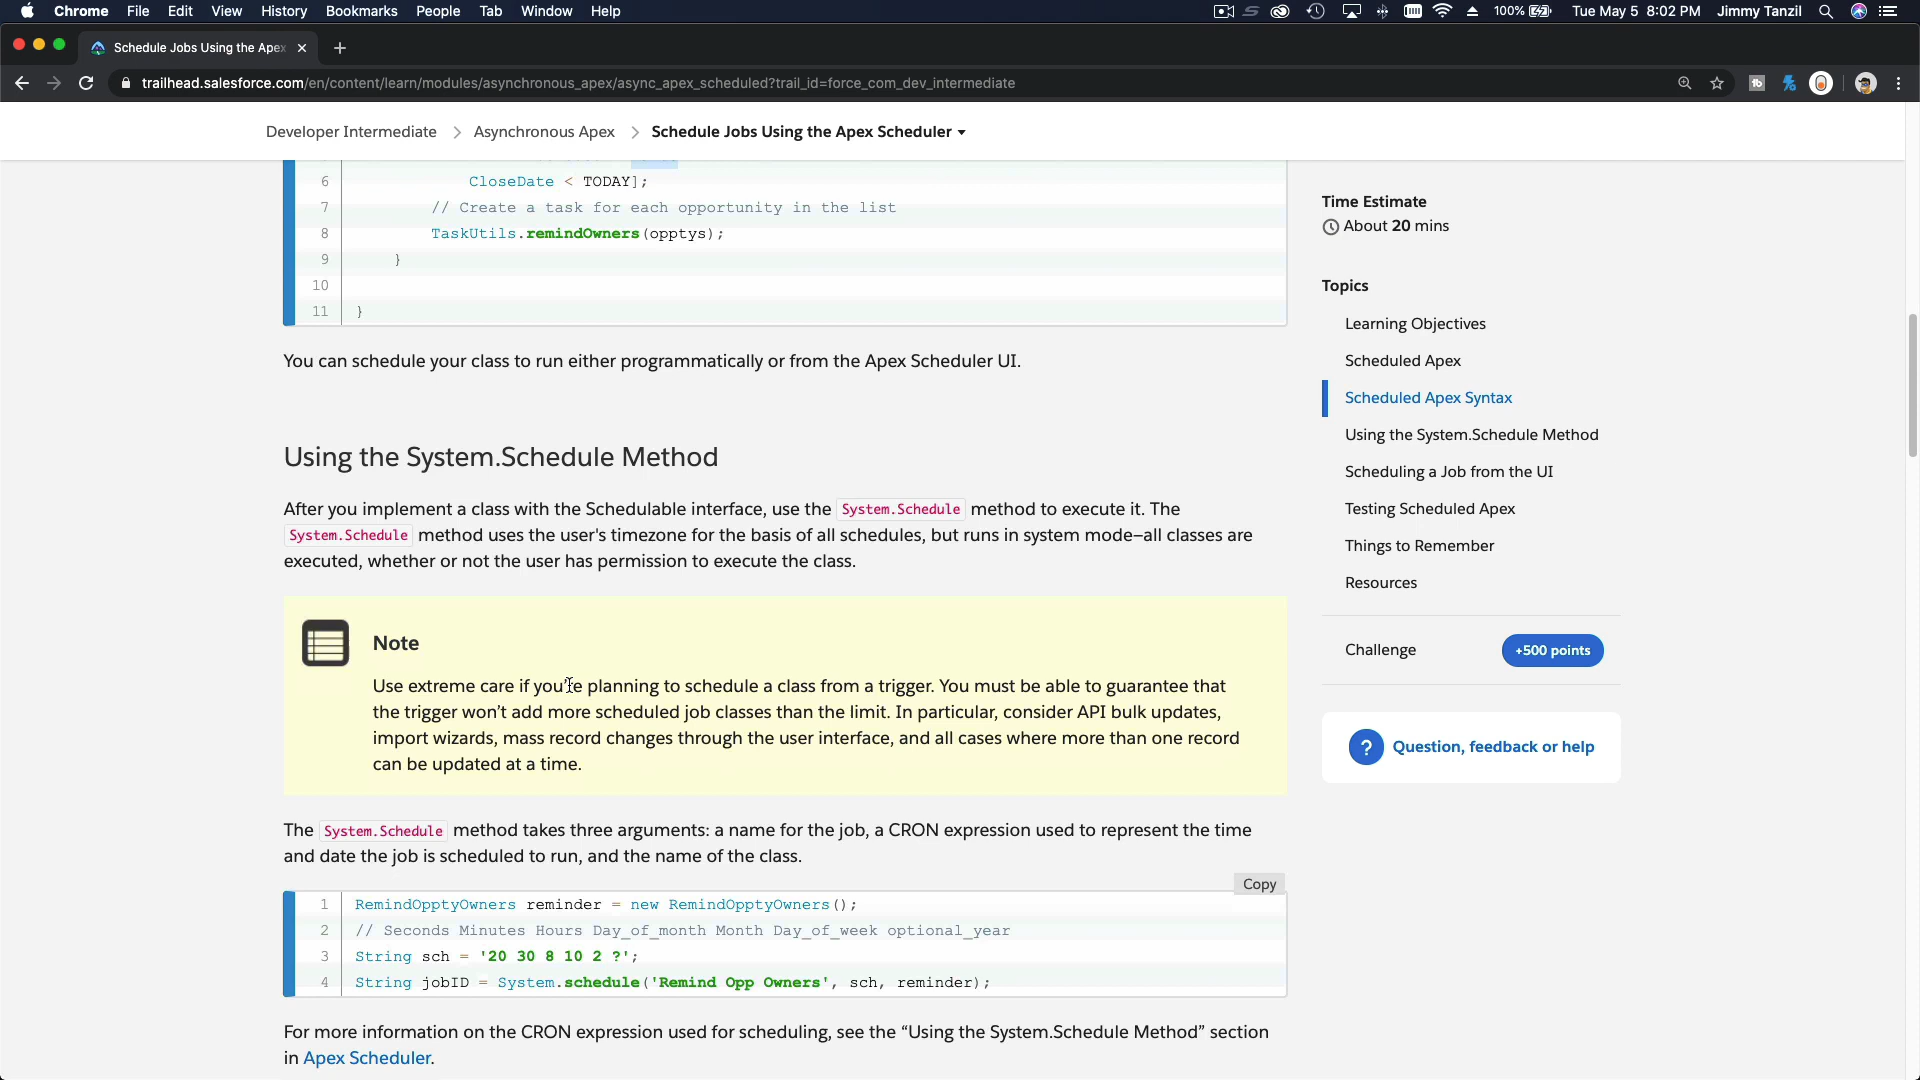 Chrome File Edit View History Bookmarks People Tab Window Help 100% Tue May 5 8:02 PM Jimmy Tanzil
Schedule Jobs Using the Apex
trailhead.salesforce.com/en/content/learn/modules/asynchronous_apex/async_apex_scheduled?trail_id=force_com_dev_intermediate
Developer Intermediate > Asynchronous Apex > Schedule Jobs Using the Apex Scheduler
6 CloseDate < TODAY];
7 // Create a task for each opportunity in the list
8 TaskUtils.remindOwners(opptys);
9 }
10
11 }
You can schedule your class to run either programmatically or from the Apex Scheduler UI.
Using the System.Schedule Method
After you implement a class with the Schedulable interface, use the System.Schedule method to execute it. The
System.Schedule method uses the user's timezone for the basis of all schedules, but runs in system mode—all classes are
executed, whether or not the user has permission to execute the class.
Note
Use extreme care if you're planning to schedule a class from a trigger. You must be able to guarantee that
the trigger won't add more scheduled job classes than the limit. In particular, consider API bulk updates,
import wizards, mass record changes through the user interface, and all cases where more than one record
can be updated at a time.
The System.Schedule method takes three arguments: a name for the job, a CRON expression used to represent the time
and date the job is scheduled to run, and the name of the class.
Copy
1 RemindOpptyOwners reminder = new RemindOpptyOwners();
2 // Seconds Minutes Hours Day_of_month Month Day_of_week optional_year
3 String sch = '20 30 8 10 2 ?';
4 String jobID = System.schedule('Remind Opp Owners', sch, reminder);
For more information on the CRON expression used for scheduling, see the “Using the System.Schedule Method” section
in Apex Scheduler.
Time Estimate
About 20 mins
Topics
Learning Objectives
Scheduled Apex
Scheduled Apex Syntax
Using the System.Schedule Method
Scheduling a Job from the UI
Testing Scheduled Apex
Things to Remember
Resources
Challenge +500 points
? Question, feedback or help